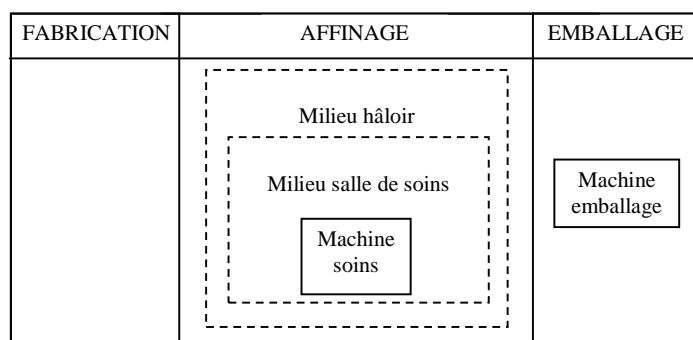 FABRICATION
AFFINAGE
EMBALLAGE
Milieu hâloir
Milieu salle de soins
Machine
soins
Machine
emballage